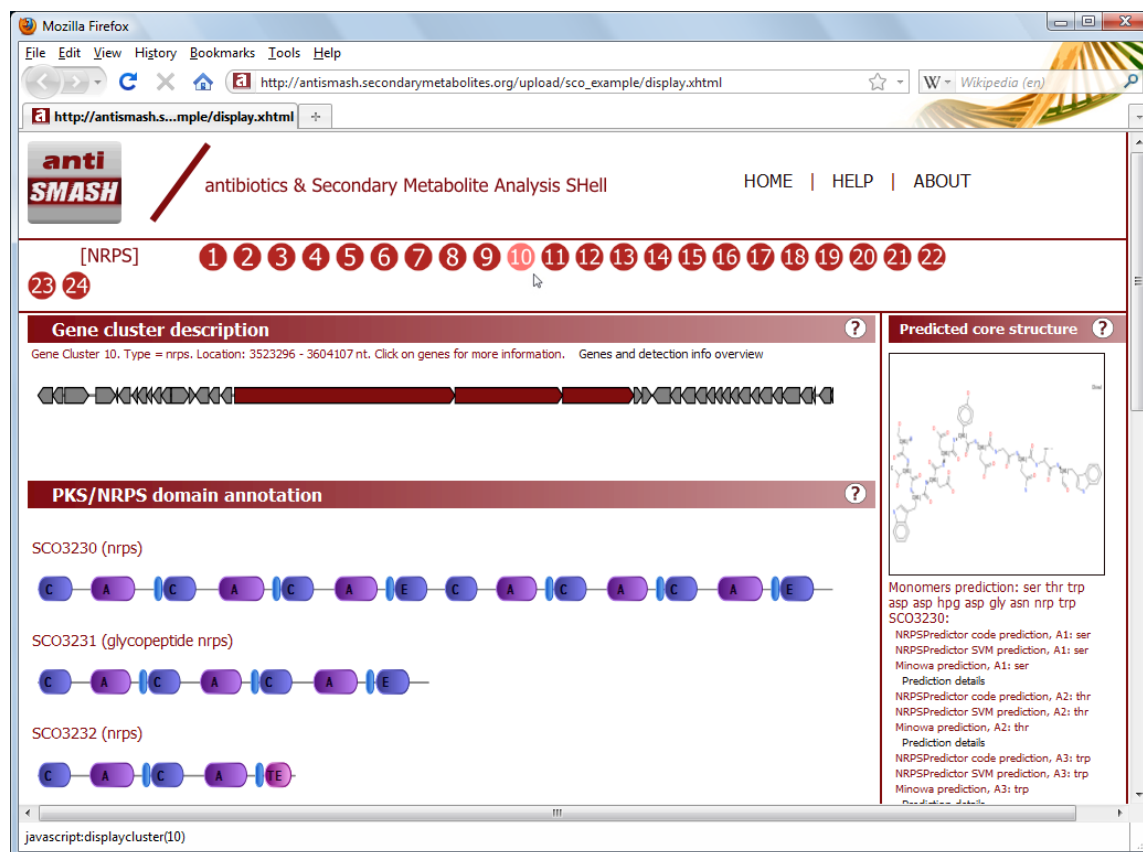 Mozilla Firefox
File Edit View History Bookmarks Tools Help
http://antismash.secondarymetabolites.org/upload/sco_example/display.xhtml
W Wikipedia (en)
a http://antismash.s...mple/display.xhtml
anti
SMASH
antibiotics & Secondary Metabolite Analysis SHell
HOME | HELP | ABOUT
[NRPS] 1 2 3 4 5 6 7 8 9 10 11 12 13 14 15 16 17 18 19 20 21 22
23 24
Gene cluster description ?
Gene Cluster 10. Type = nrps. Location: 3523296 - 3604107 nt. Click on genes for more information. Genes and detection info overview
PKS/NRPS domain annotation ?
SCO3230 (nrps)
C A C A C A E C A C A C A E
SCO3231 (glycopeptide nrps)
C A C A C A E
SCO3232 (nrps)
C A C A TE
Predicted core structure ?
Monomers prediction: ser thr trp
asp asp hpg asp gly asn nrp trp
SCO3230:
NRPSPredictor code prediction, A1: ser
NRPSPredictor SVM prediction, A1: ser
Minowa prediction, A1: ser
Prediction details
NRPSPredictor code prediction, A2: thr
NRPSPredictor SVM prediction, A2: thr
Minowa prediction, A2: thr
Prediction details
NRPSPredictor code prediction, A3: trp
NRPSPredictor SVM prediction, A3: trp
Minowa prediction, A3: trp
Prediction details
javascript:displaycluster(10)